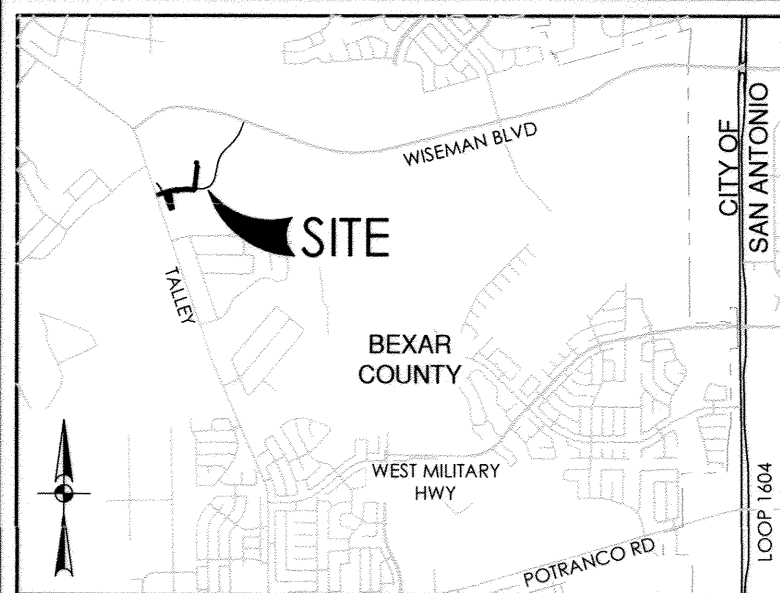 WISEMAN BLVD
CITY OF
SAN ANTONIO
SITE
TALLEY
BEXAR
COUNTY
WEST MILITARY
HWY
LOOP 1604
POTRANCO RD